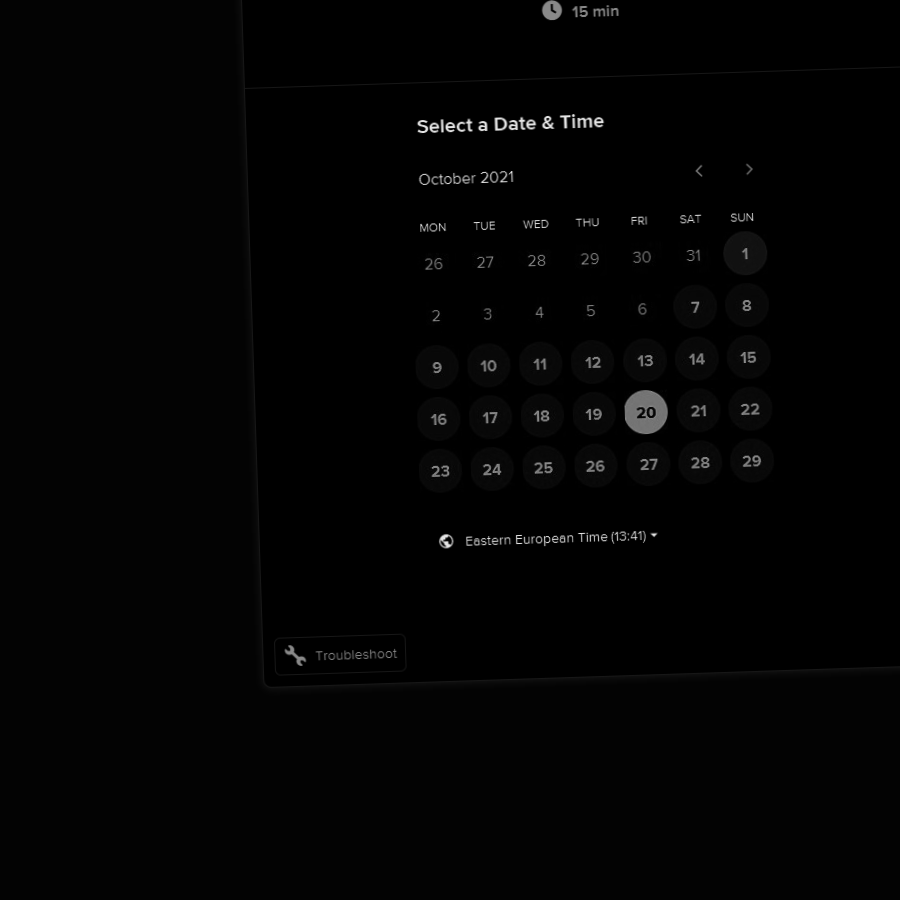 15 min
Select a Date & Time
October 2021
MON TUE WED THU FRI SAT SUN
26 27 28 29 30 31 1
2 3 4 5 6 7 8
9 10 11 12 13 14 15
16 17 18 19 20 21 22
23 24 25 26 27 28 29
Eastern European Time (13:41)
Troubleshoot